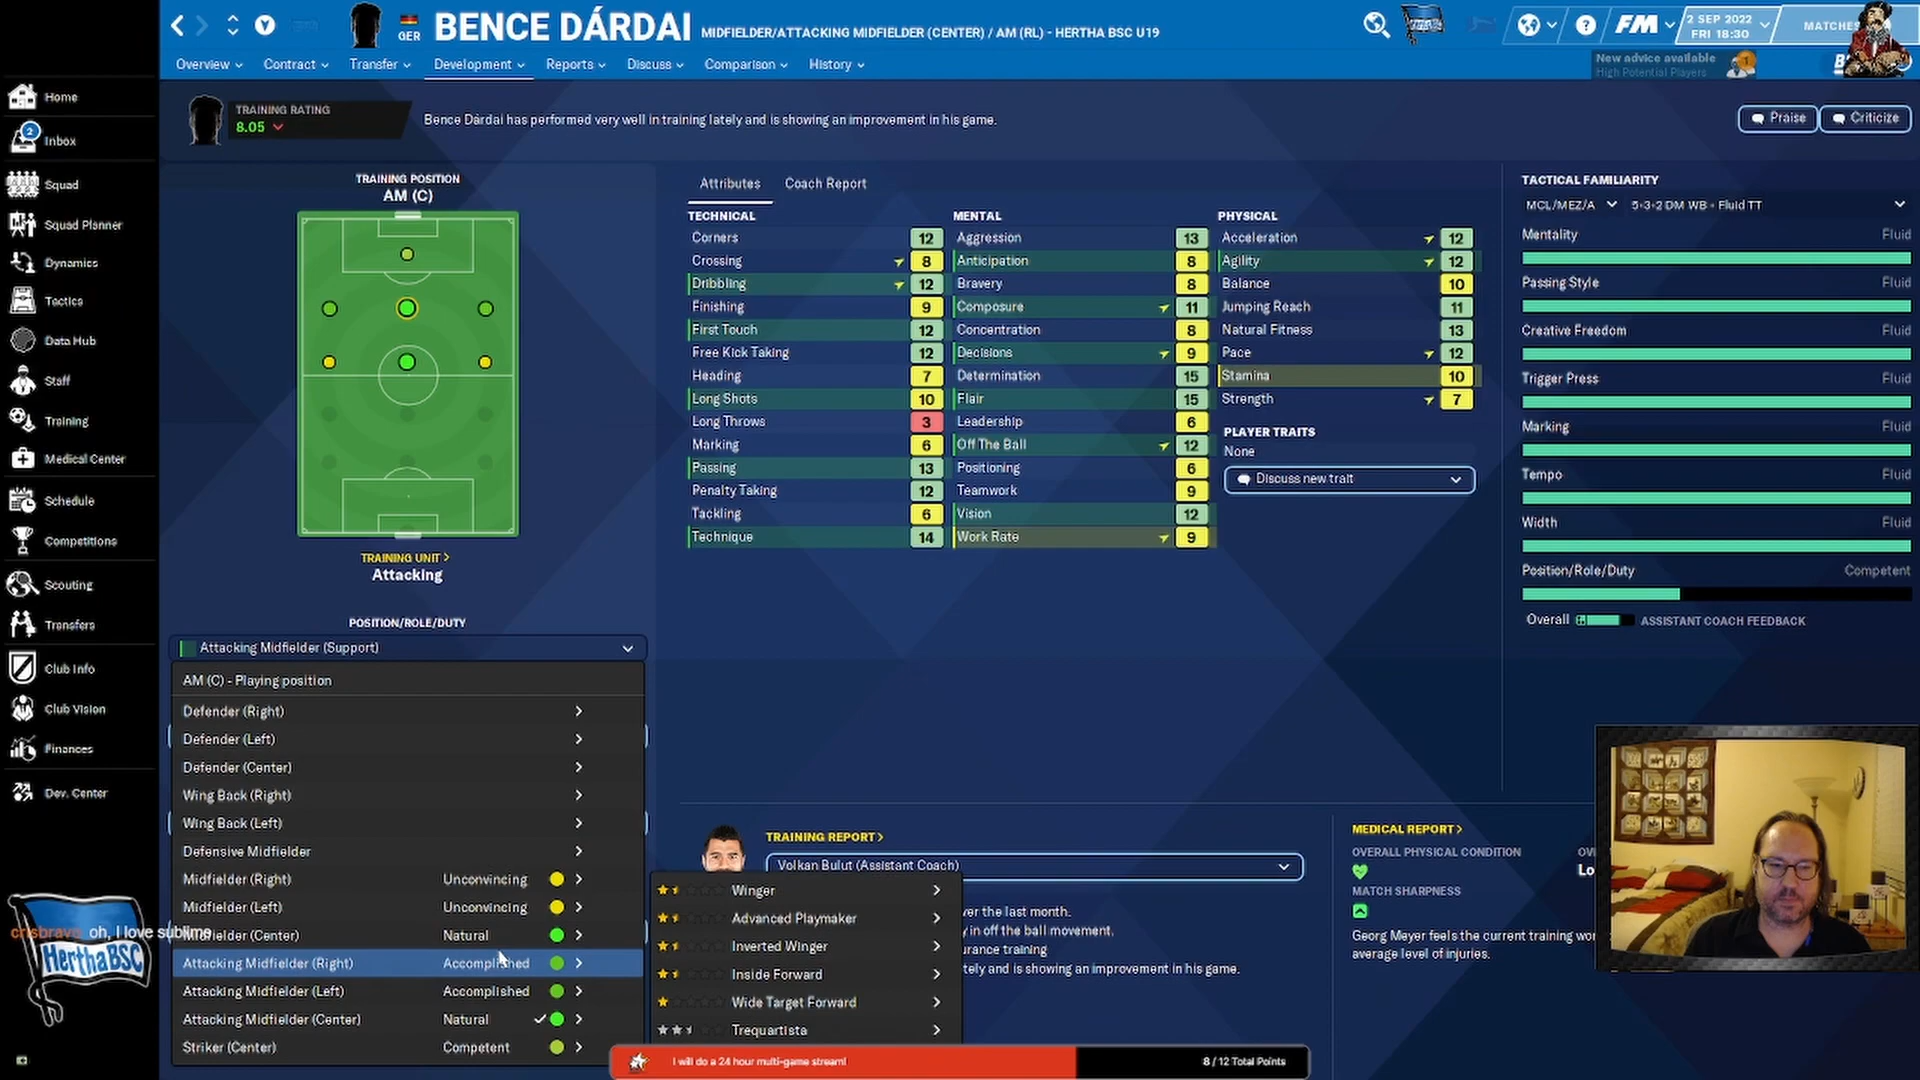 GER
BENCE DÁRDAI
MIDFIELDER/ATTACKING MIDFIELDER (CENTER) / AM (RL) - HERTHA BSC U19
FM
2 SEP 2022
FRI 18:30
MATCHES
Overview
Contract
Transfer
Development
Reports
Discuss
Comparison
History
New advice available
High Potential Players
1
Home
2
Inbox
Squad
Squad Planner
Dynamics
Tactics
Data Hub
Staff
Training
Medical Center
Schedule
Competitions
Scouting
Transfers
Club Info
Club Vision
Finances
Dev. Center
TRAINING RATING
8.05
Bence Dárdai has performed very well in training lately and is showing an improvement in his game.
Praise
Criticize
TRAINING POSITION
AM (C)
TRAINING UNIT >
Attacking
POSITION/ROLE/DUTY
Attacking Midfielder (Support)
AM (C) - Playing position
Defender (Right)
Defender (Left)
Defender (Center)
Wing Back (Right)
Wing Back (Left)
Defensive Midfielder
Midfielder (Right) Unconvincing
Midfielder (Left) Unconvincing
Midfielder (Center) Natural
Attacking Midfielder (Right) Accomplished
Attacking Midfielder (Left) Accomplished
Attacking Midfielder (Center) Natural
Striker (Center) Competent
Winger
Advanced Playmaker
Inverted Winger
Inside Forward
Wide Target Forward
Trequartista
Attributes
Coach Report
TECHNICAL
Corners 12
Crossing 8
Dribbling 12
Finishing 9
First Touch 12
Free Kick Taking 12
Heading 7
Long Shots 10
Long Throws 3
Marking 6
Passing 13
Penalty Taking 12
Tackling 6
Technique 14
MENTAL
Aggression 13
Anticipation 8
Bravery 8
Composure 11
Concentration 8
Decisions 9
Determination 15
Flair 15
Leadership 6
Off The Ball 12
Positioning 6
Teamwork 9
Vision 12
Work Rate 9
PHYSICAL
Acceleration 12
Agility 12
Balance 10
Jumping Reach 11
Natural Fitness 13
Pace 12
Stamina 10
Strength 7
PLAYER TRAITS
None
Discuss new trait
TACTICAL FAMILIARITY
MCL/MEZ/A
5-3-2 DM WB - Fluid TT
Mentality Fluid
Passing Style Fluid
Creative Freedom Fluid
Trigger Press Fluid
Marking Fluid
Tempo Fluid
Width Fluid
Position/Role/Duty Competent
Overall
ASSISTANT COACH FEEDBACK
TRAINING REPORT >
Volkan Bulut (Assistant Coach)
ver the last month.
y in off the ball movement.
urance training
tely and is showing an improvement in his game.
MEDICAL REPORT >
OVERALL PHYSICAL CONDITION
MATCH SHARPNESS
Georg Meyer feels the current training wor
average level of injuries.
OV
Lo
crisbravo oh, I love sublime
Hertha BSC
I will do a 24 hour multi-game stream!
8 / 12 Total Points